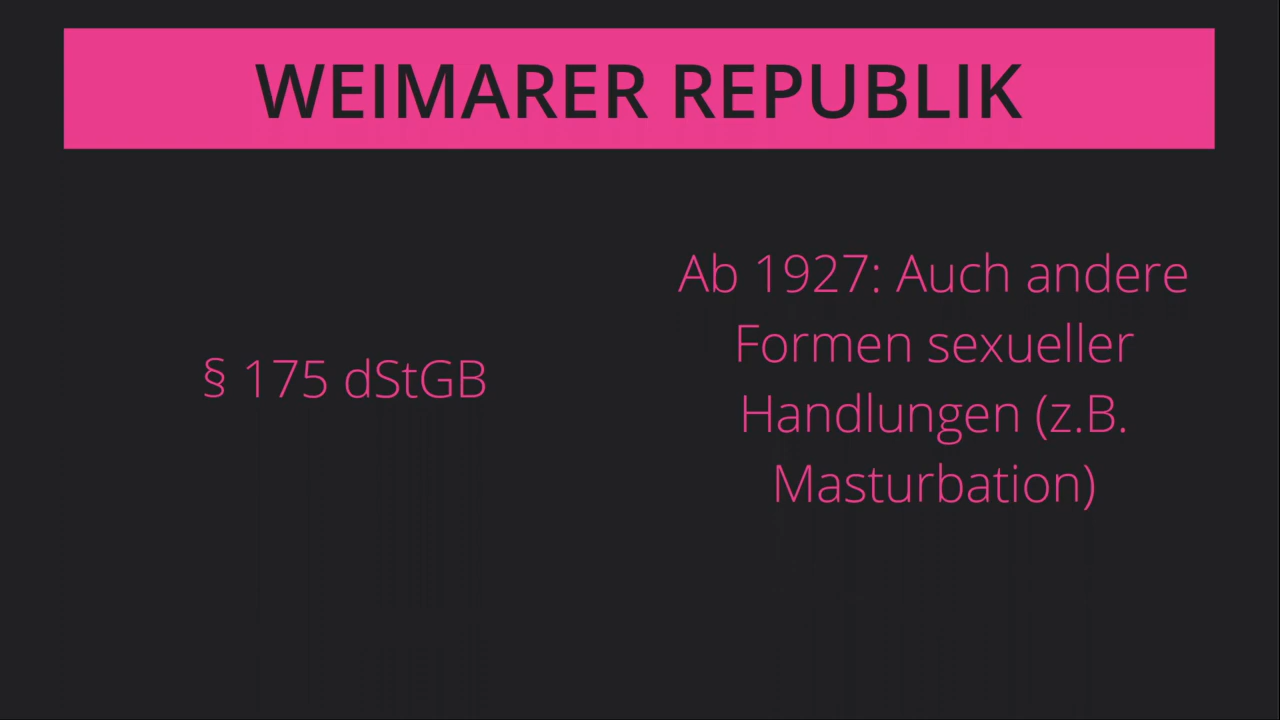 WEIMARER REPUBLIK
§ 175 dStGB
Ab 1927: Auch andere
Formen sexueller
Handlungen (z.B.
Masturbation)